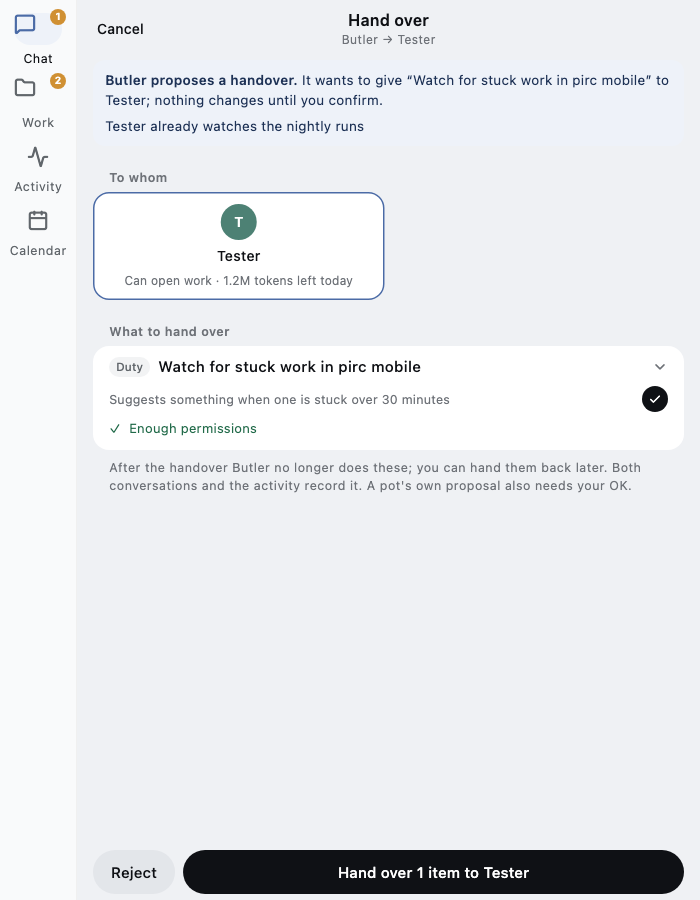 Cancel
Hand over
Butler → Tester
1
Chat
2
Work
Activity
Calendar
Butler proposes a handover. It wants to give “Watch for stuck work in pirc mobile” to
Tester; nothing changes until you confirm.
Tester already watches the nightly runs
To whom
T
Tester
Can open work · 1.2M tokens left today
What to hand over
Duty Watch for stuck work in pirc mobile
Suggests something when one is stuck over 30 minutes
Enough permissions
After the handover Butler no longer does these; you can hand them back later. Both
conversations and the activity record it. A pot's own proposal also needs your OK.
Reject
Hand over 1 item to Tester